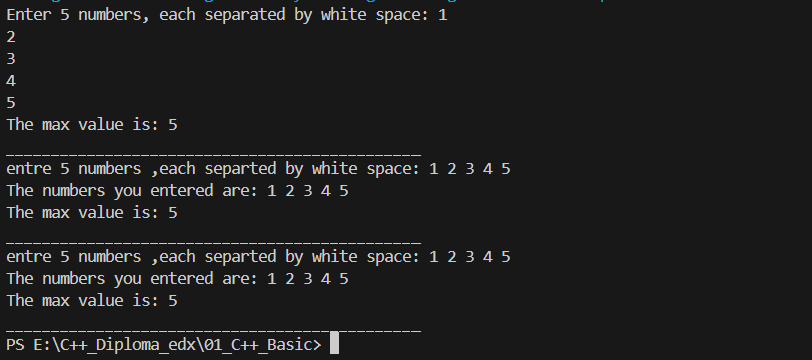 Enter 5 numbers, each separated by white space: 1
2
3
4
5
The max value is: 5
______________________________________________
entre 5 numbers ,each separted by white space: 1 2 3 4 5
The numbers you entered are: 1 2 3 4 5
The max value is: 5
______________________________________________
entre 5 numbers ,each separted by white space: 1 2 3 4 5
The numbers you entered are: 1 2 3 4 5
The max value is: 5
______________________________________________
PS E:\C++_Diploma_edx\01_C++_Basic>